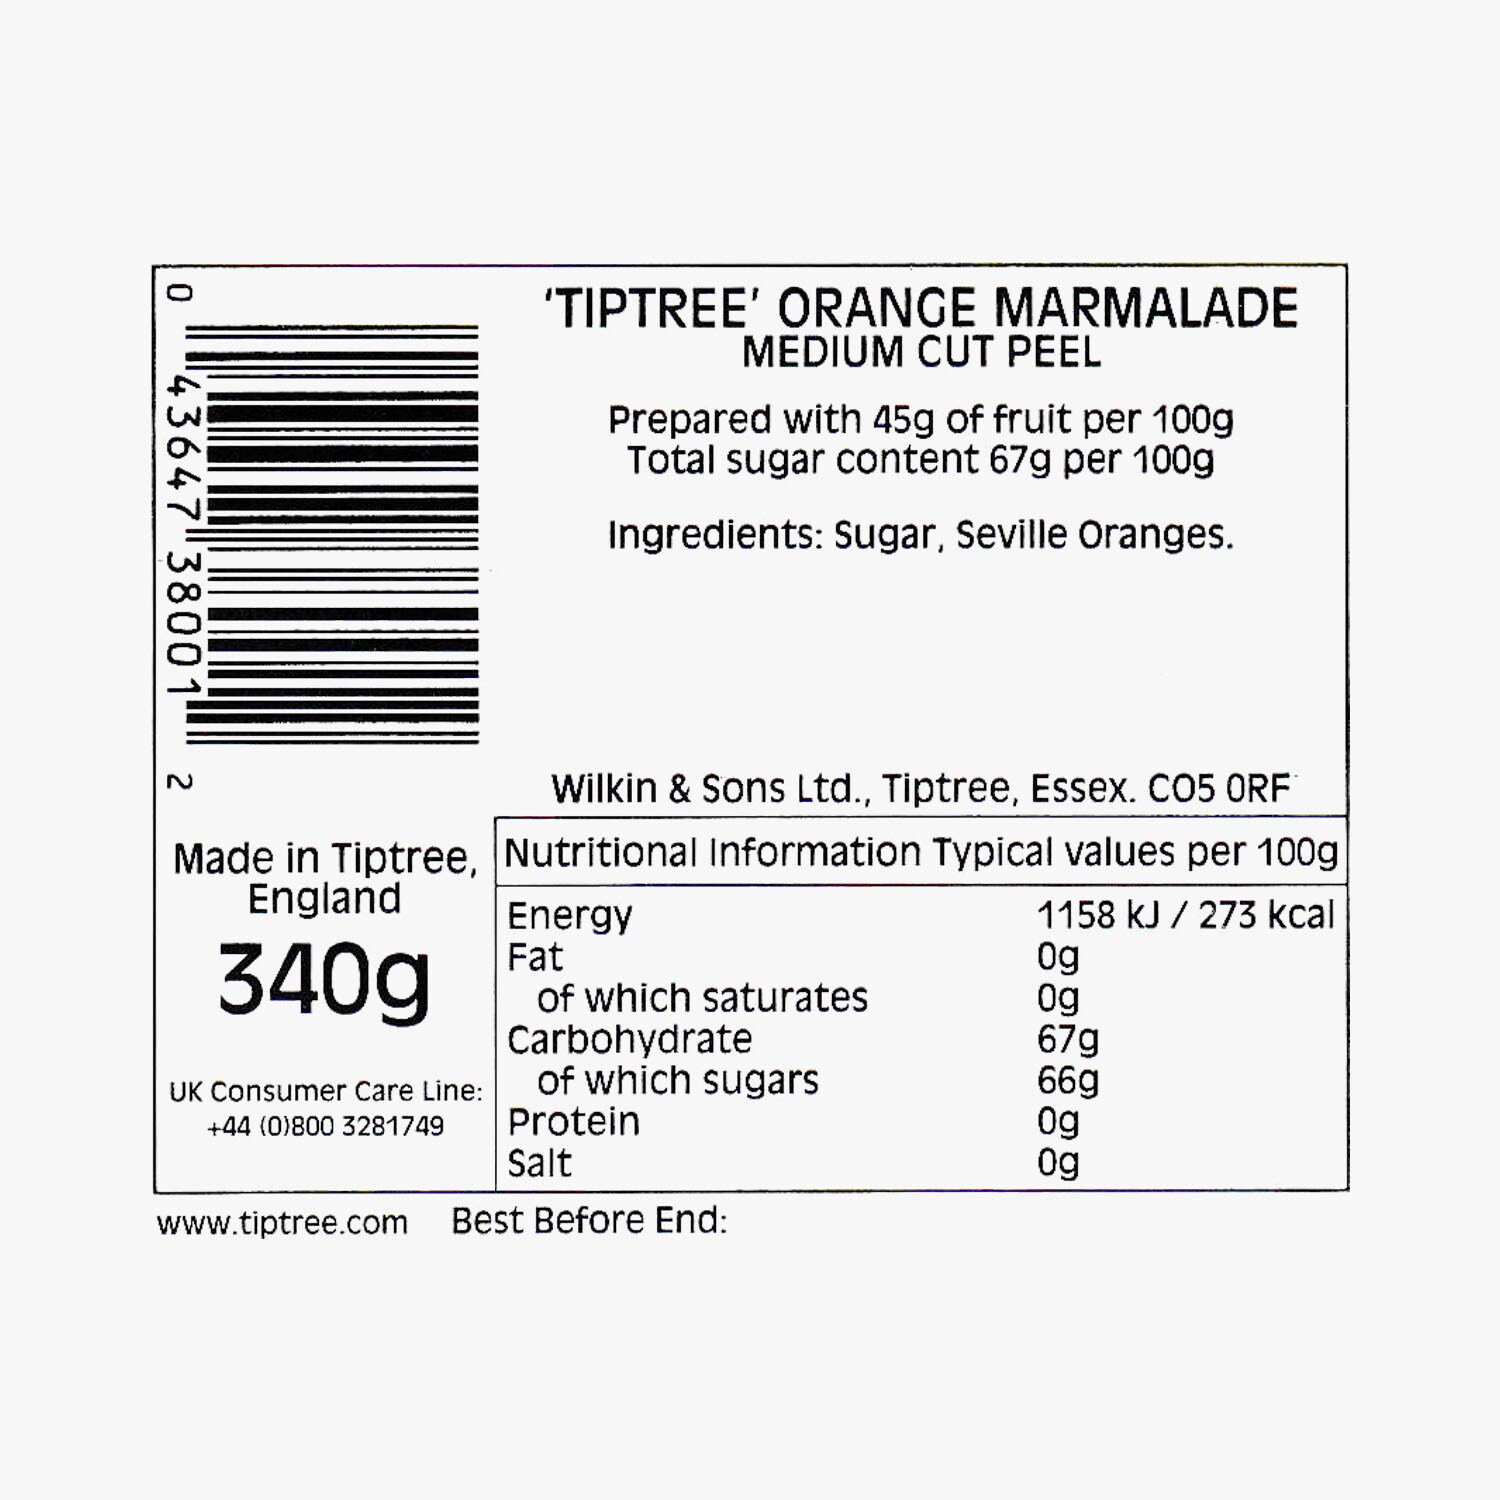 0 43647 38001 2
'TIPTREE' ORANGE MARMALADE
MEDIUM CUT PEEL
Prepared with 45g of fruit per 100g
Total sugar content 67g per 100g
Ingredients: Sugar, Seville Oranges.
Wilkin & Sons Ltd., Tiptree, Essex. CO5 0RF
Made in Tiptree,
England
340g
UK Consumer Care Line:
+44 (0)800 3281749
Nutritional Information Typical values per 100g
Energy 1158 kJ / 273 kcal
Fat 0g
of which saturates 0g
Carbohydrate 67g
of which sugars 66g
Protein 0g
Salt 0g
www.tiptree.com Best Before End: